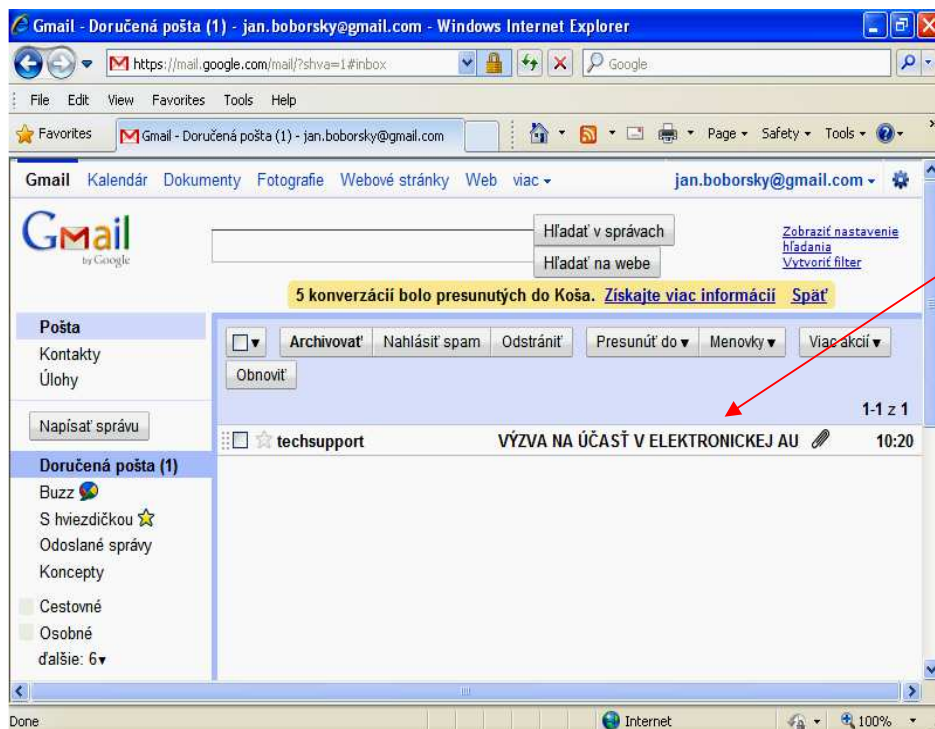 Gmail - Doručená pošta (1) - jan.boborsky@gmail.com - Windows Internet Explorer
https://mail.google.com/mail/?shva=1#inbox
Google
File Edit View Favorites Tools Help
Favorites
Gmail - Doručená pošta (1) - jan.boborsky@gmail.com
Page Safety Tools
Gmail Kalendár Dokumenty Fotografie Webové stránky Web viac
jan.boborsky@gmail.com
Gmail
by Google
Hľadať v správach
Hľadať na webe
Zobraziť nastavenie
hľadania
Vytvoriť filter
5 konverzácií bolo presunutých do Koša. Získajte viac informácií Späť
Pošta
Kontakty
Úlohy
Napísať správu
Doručená pošta (1)
Buzz
S hviezdičkou
Odoslané správy
Koncepty
Cestovné
Osobné
ďalšie: 6
Archivovať Nahlásiť spam Odstrániť Presunúť do Menovky Viac akcií
Obnoviť
1-1 z 1
techsupport VÝZVA NA ÚČASŤ V ELEKTRONICKEJ AU 10:20
Done Internet 100%